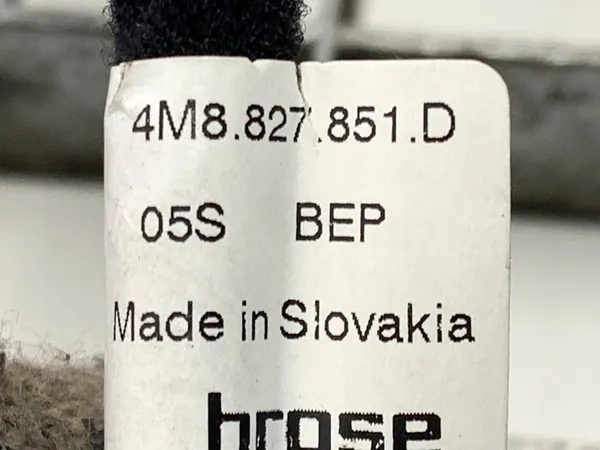 4M8.827.851.D
05S BEP
Made in Slovakia
brose